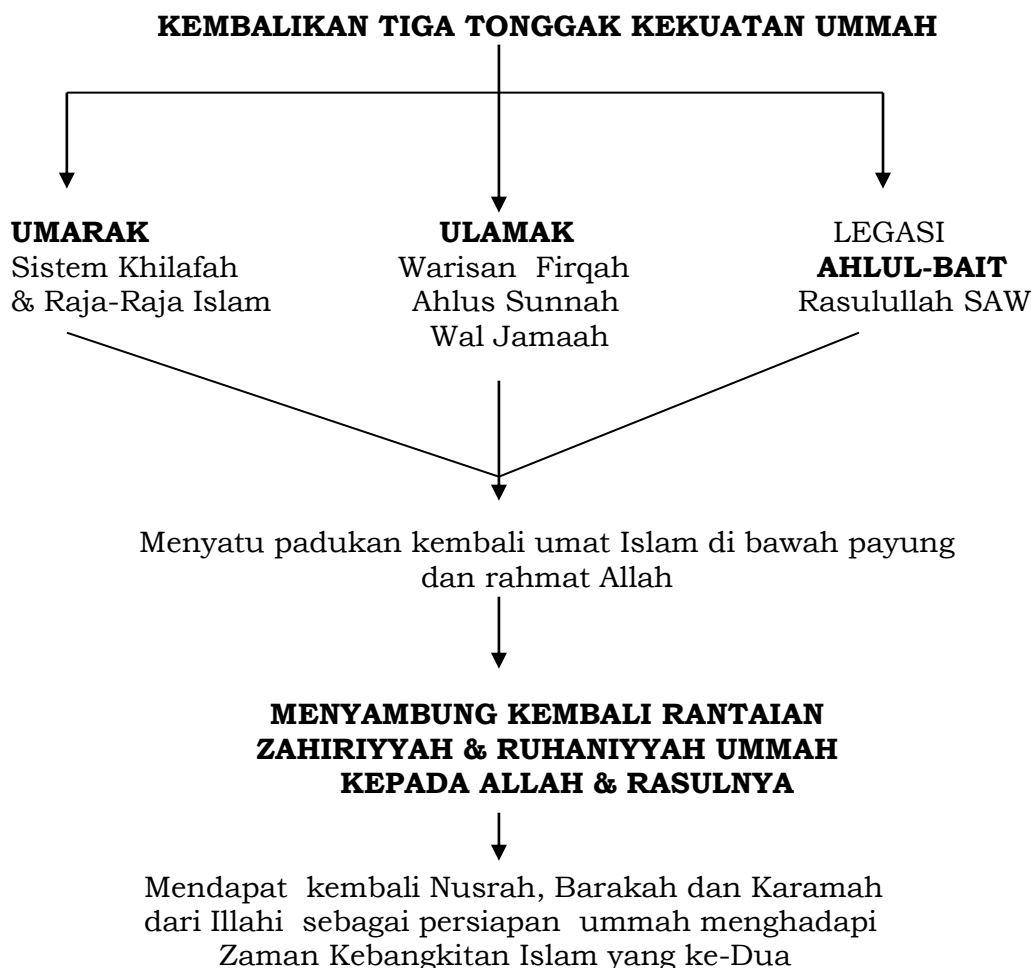 KEMBALIKAN TIGA TONGGAK KEKUATAN UMMAH
UMARAK
Sistem Khilafah
& Raja-Raja Islam
ULAMAK
Warisan Firqah
Ahlus Sunnah
Wal Jamaah
LEGASI
AHLUL-BAIT
Rasulullah SAW
Menyatu padukan kembali umat Islam di bawah payung
dan rahmat Allah
MENYAMBUNG KEMBALI RANTAIAN
ZAHIRIYYAH & RUHANIYYAH UMMAH
KEPADA ALLAH & RASULNYA
Mendapat kembali Nusrah, Barakah dan Karamah
dari Illahi sebagai persiapan ummah menghadapi
Zaman Kebangkitan Islam yang ke-Dua